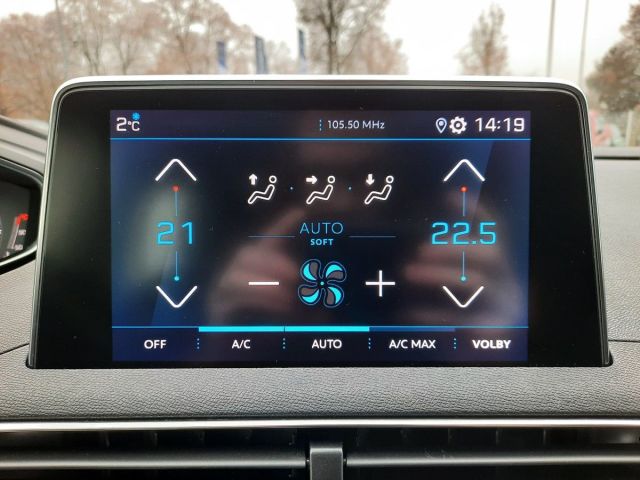 2°C 105.50 MHz 14:19
21 AUTO 22.5
SOFT
OFF A/C AUTO A/C MAX VOLBY